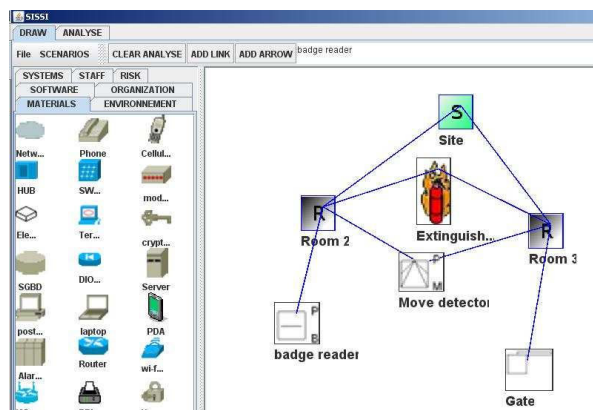 SISSI
DRAW ANALYSE
File SCENARIOS CLEAR ANALYSE ADD LINK ADD ARROW badge reader
SYSTEMS STAFF RISK
SOFTWARE ORGANIZATION
MATERIALS ENVIRONNEMENT
Netw... Phone Cellul...
HUB SW... mod...
Ele... Ter... crypt...
SGBD DIO... Server
post... laptop PDA
Alar... Router wi-f...
S
Site
R
Room 2
Extinguish...
R
Room 3
P
M
Move detector
P
B
badge reader
Gate